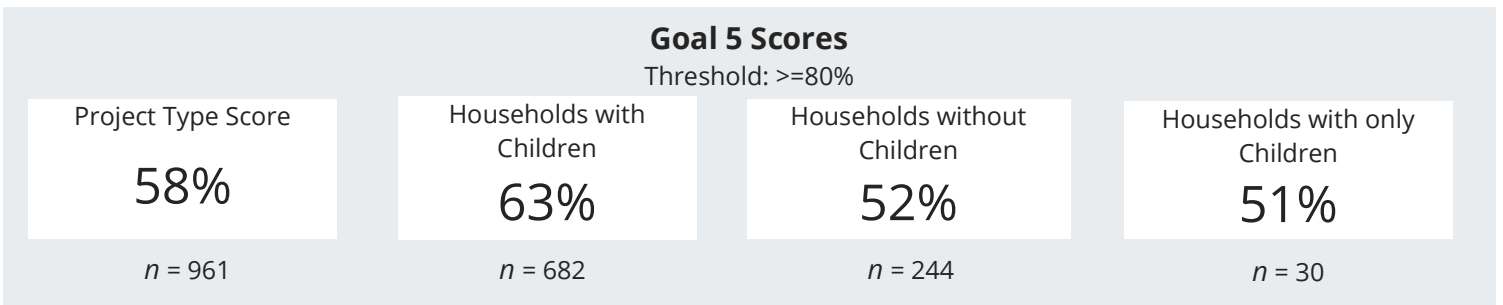 Goal 5 Scores
Threshold: >=80%
Project Type Score
58%
n = 961
Households with
Children
63%
n = 682
Households without
Children
52%
n = 244
Households with only
Children
51%
n = 30